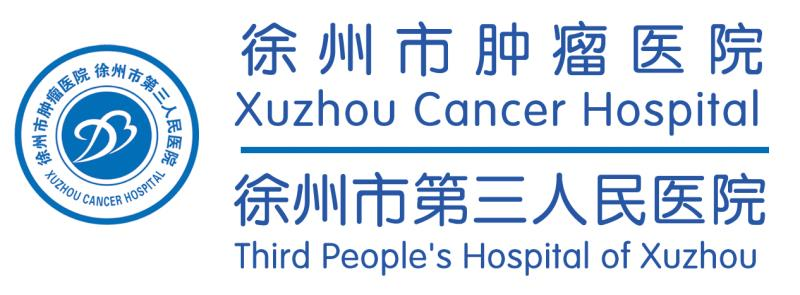 徐州市肿瘤医院 徐州市第三人民医院
XUZHOU CANCER HOSPITAL
徐州市肿瘤医院
Xuzhou Cancer Hospital
徐州市第三人民医院
Third People's Hospital of Xuzhou